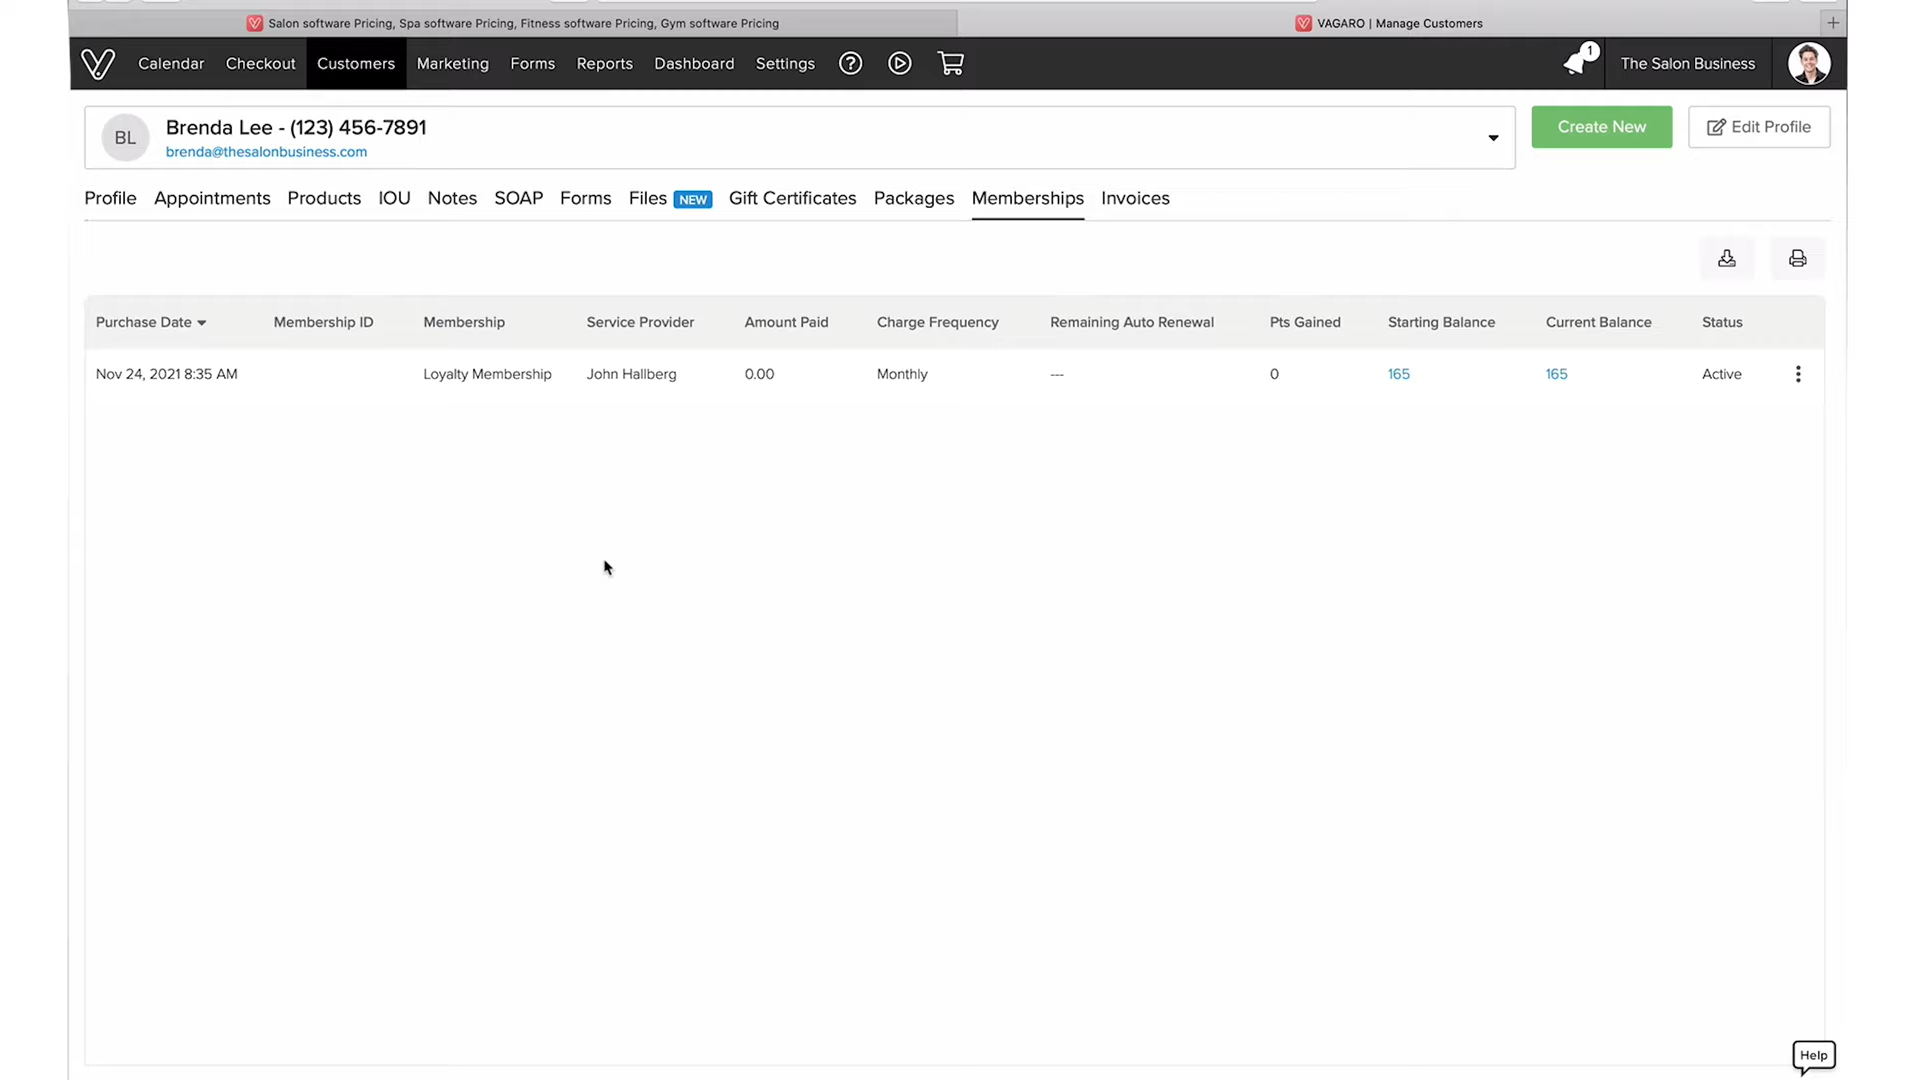 Salon software Pricing, Spa software Pricing, Fitness software Pricing, Gym software Pricing
VAGARO | Manage Customers
Calendar Checkout Customers Marketing Forms Reports Dashboard Settings ? 1 The Salon Business
BL
Brenda Lee - (123) 456-7891
brenda@thesalonbusiness.com
Create New
Edit Profile
Profile Appointments Products IOU Notes SOAP Forms Files NEW Gift Certificates Packages Memberships Invoices
Purchase Date Membership ID Membership Service Provider Amount Paid Charge Frequency Remaining Auto Renewal Pts Gained Starting Balance Current Balance Status
Nov 24, 2021 8:35 AM Loyalty Membership John Hallberg 0.00 Monthly --- 0 165 165 Active
Help